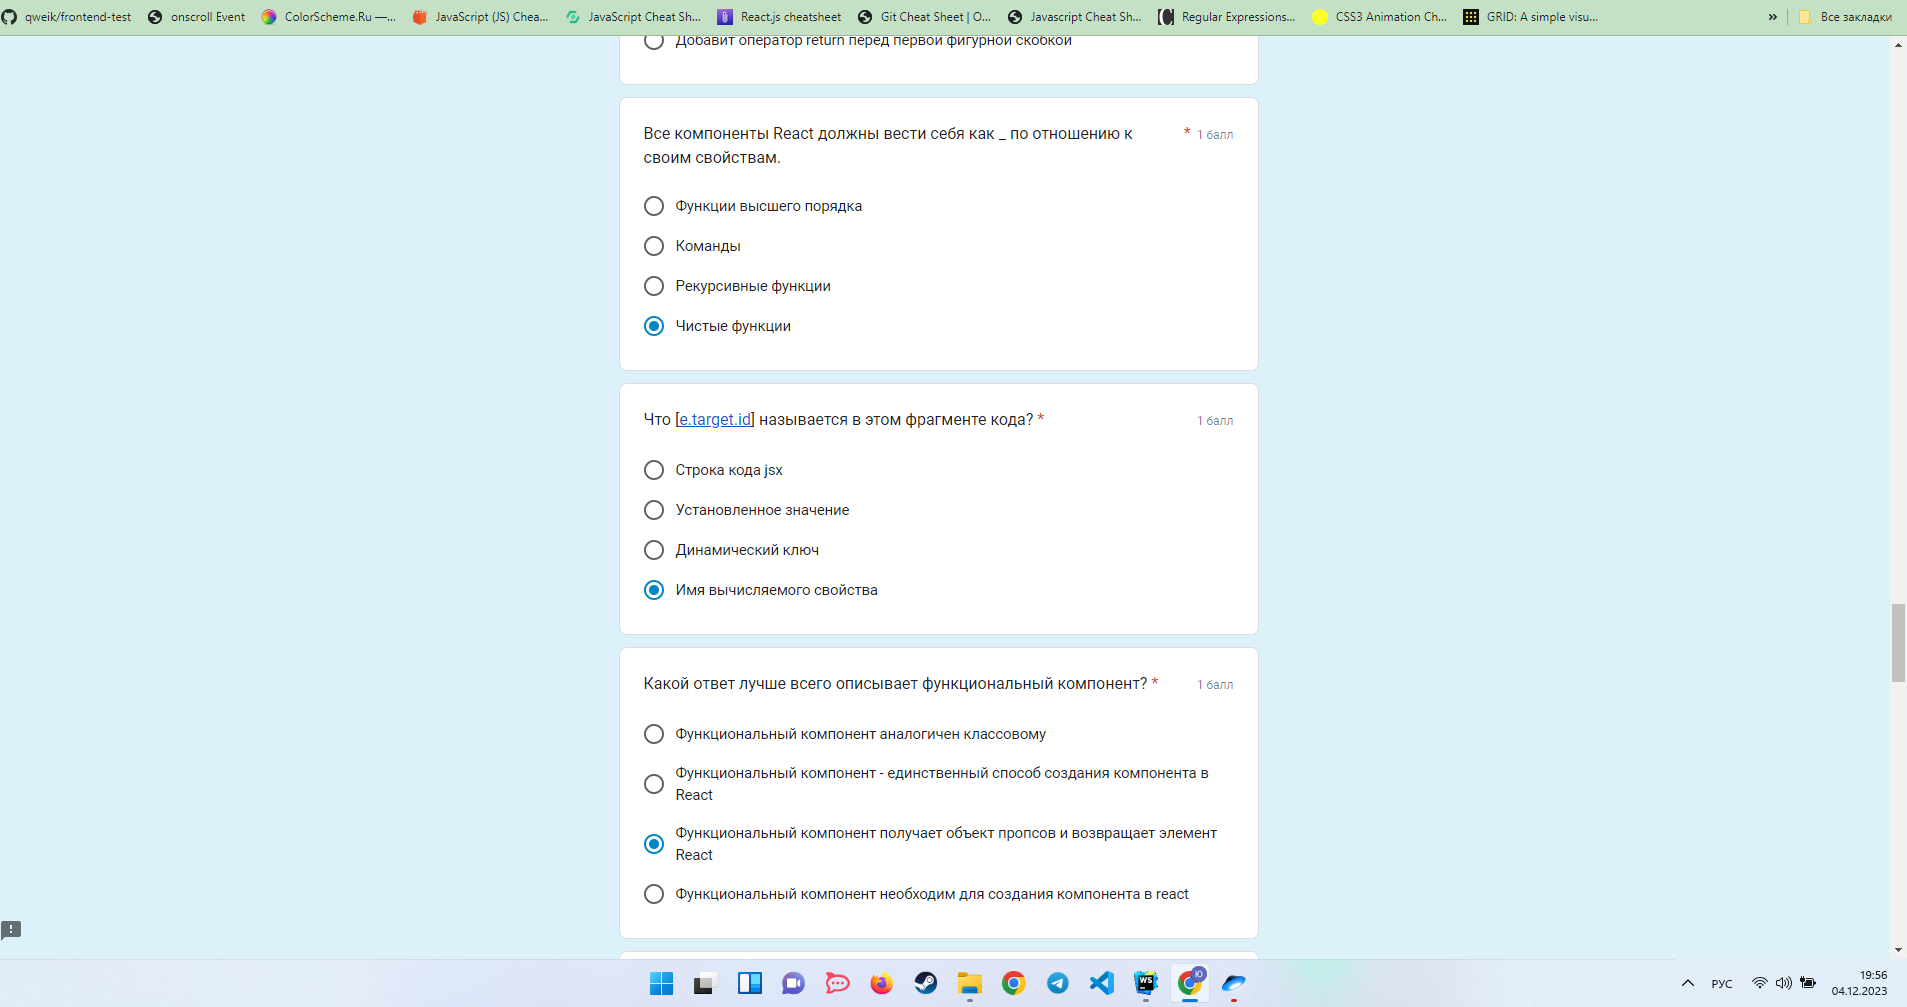 qweik/frontend-test onscroll Event ColorScheme.Ru —... JavaScript (JS) Chea... JavaScript Cheat Sh... React.js cheatsheet Git Cheat Sheet | O... Javascript Cheat Sh... Regular Expressions... CSS3 Animation Ch... GRID: A simple visu... » Все закладки
Добавит оператор return перед первой фигурной скобкой
Все компоненты React должны вести себя как _ по отношению к * 1 балл
своим свойствам.
Функции высшего порядка
Команды
Рекурсивные функции
Чистые функции
Что [e.target.id] называется в этом фрагменте кода? * 1 балл
Строка кода jsx
Установленное значение
Динамический ключ
Имя вычисляемого свойства
Какой ответ лучше всего описывает функциональный компонент? * 1 балл
Функциональный компонент аналогичен классовому
Функциональный компонент - единственный способ создания компонента в
React
Функциональный компонент получает объект пропсов и возвращает элемент
React
Функциональный компонент необходим для создания компонента в react
WS
Ю
РУС
19:56
04.12.2023